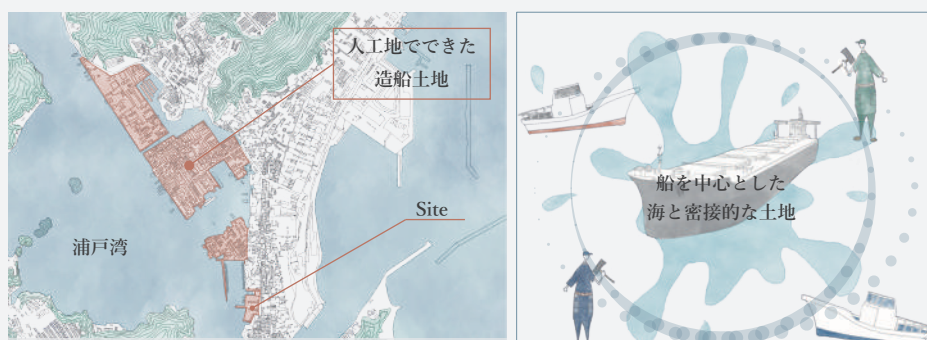 人工地でできた
造船土地
Site
浦戸湾
船を中心とした
海と密接的な土地